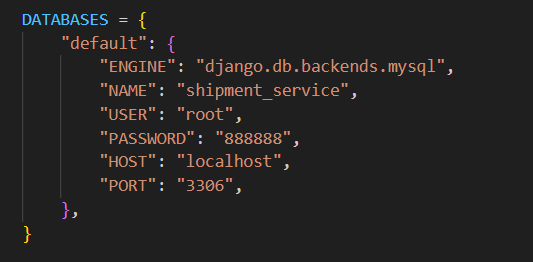 DATABASES = {
    "default": {
        "ENGINE": "django.db.backends.mysql",
        "NAME": "shipment_service",
        "USER": "root",
        "PASSWORD": "888888",
        "HOST": "localhost",
        "PORT": "3306",
    },
}